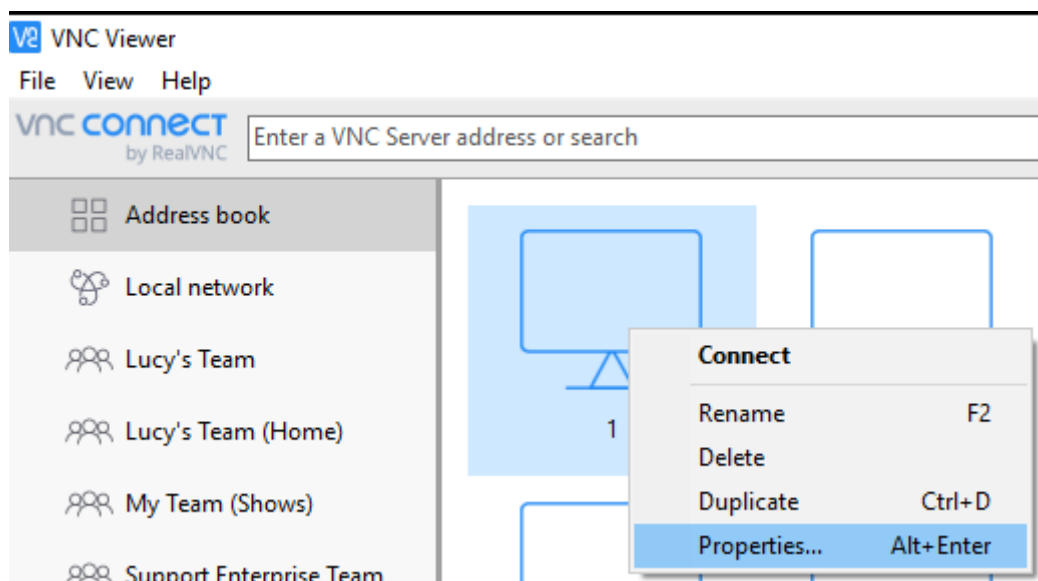 VNC Viewer
File View Help
vnc connect
by RealVNC
Enter a VNC Server address or search
Address book
Local network
Lucy's Team
Lucy's Team (Home)
My Team (Shows)
Support Enterprise Team
1
Connect
Rename F2
Delete
Duplicate Ctrl+D
Properties... Alt+Enter